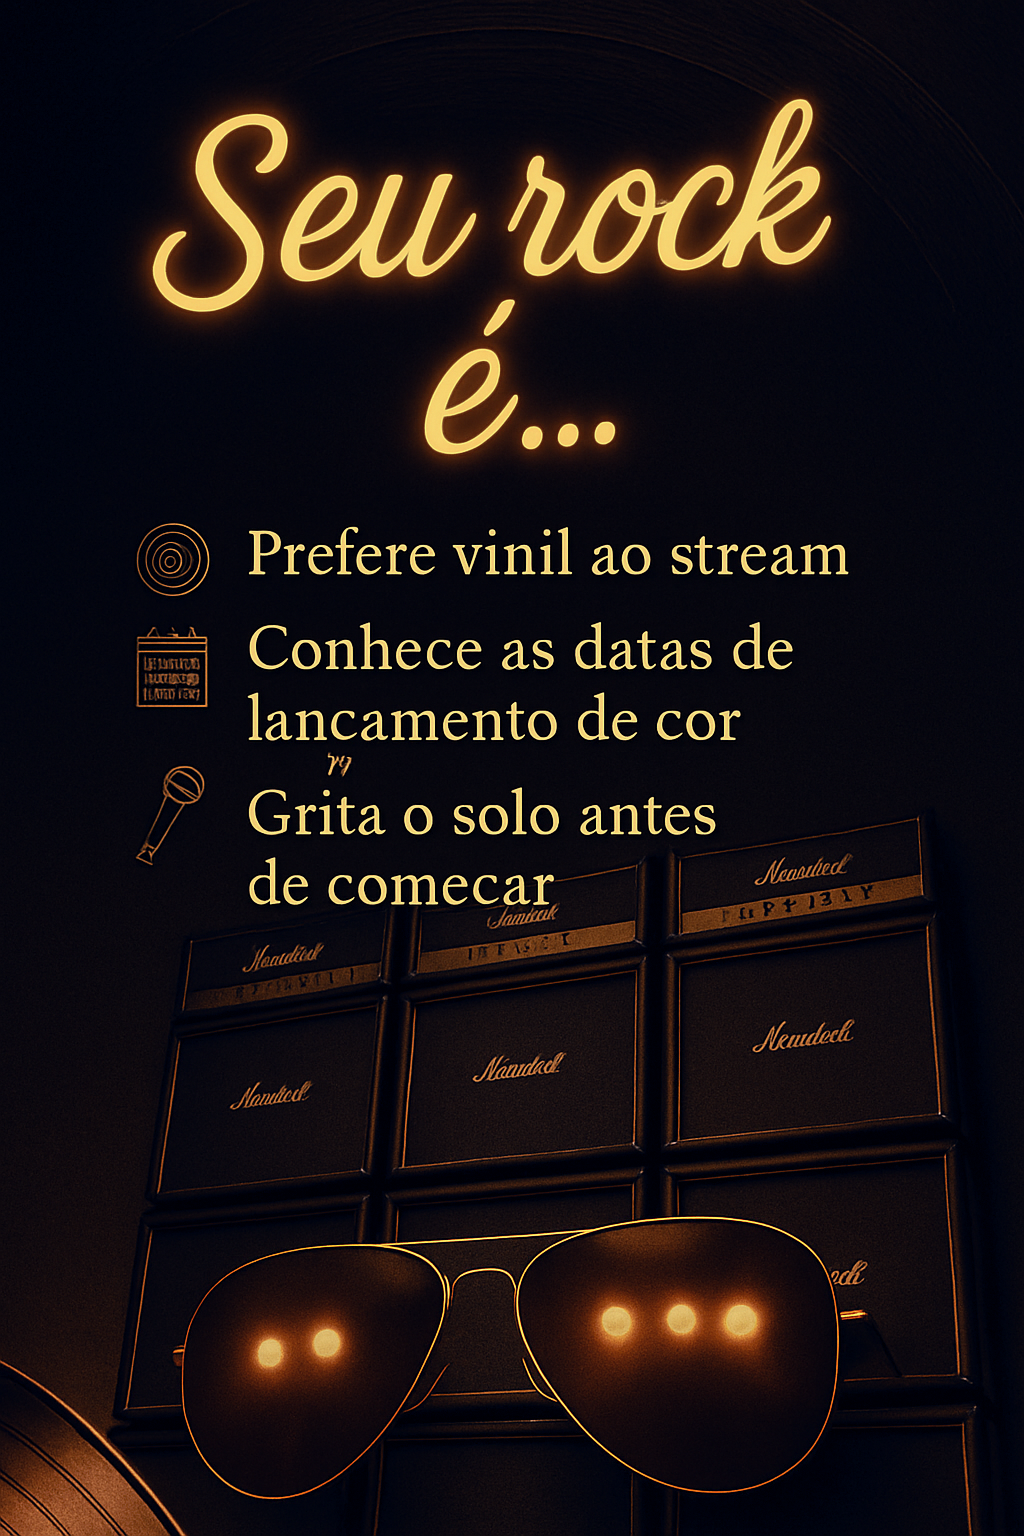 Seu rock
é...
Prefere vinil ao stream
Conhece as datas de
lancamento de cor
Grita o solo antes
de comecar